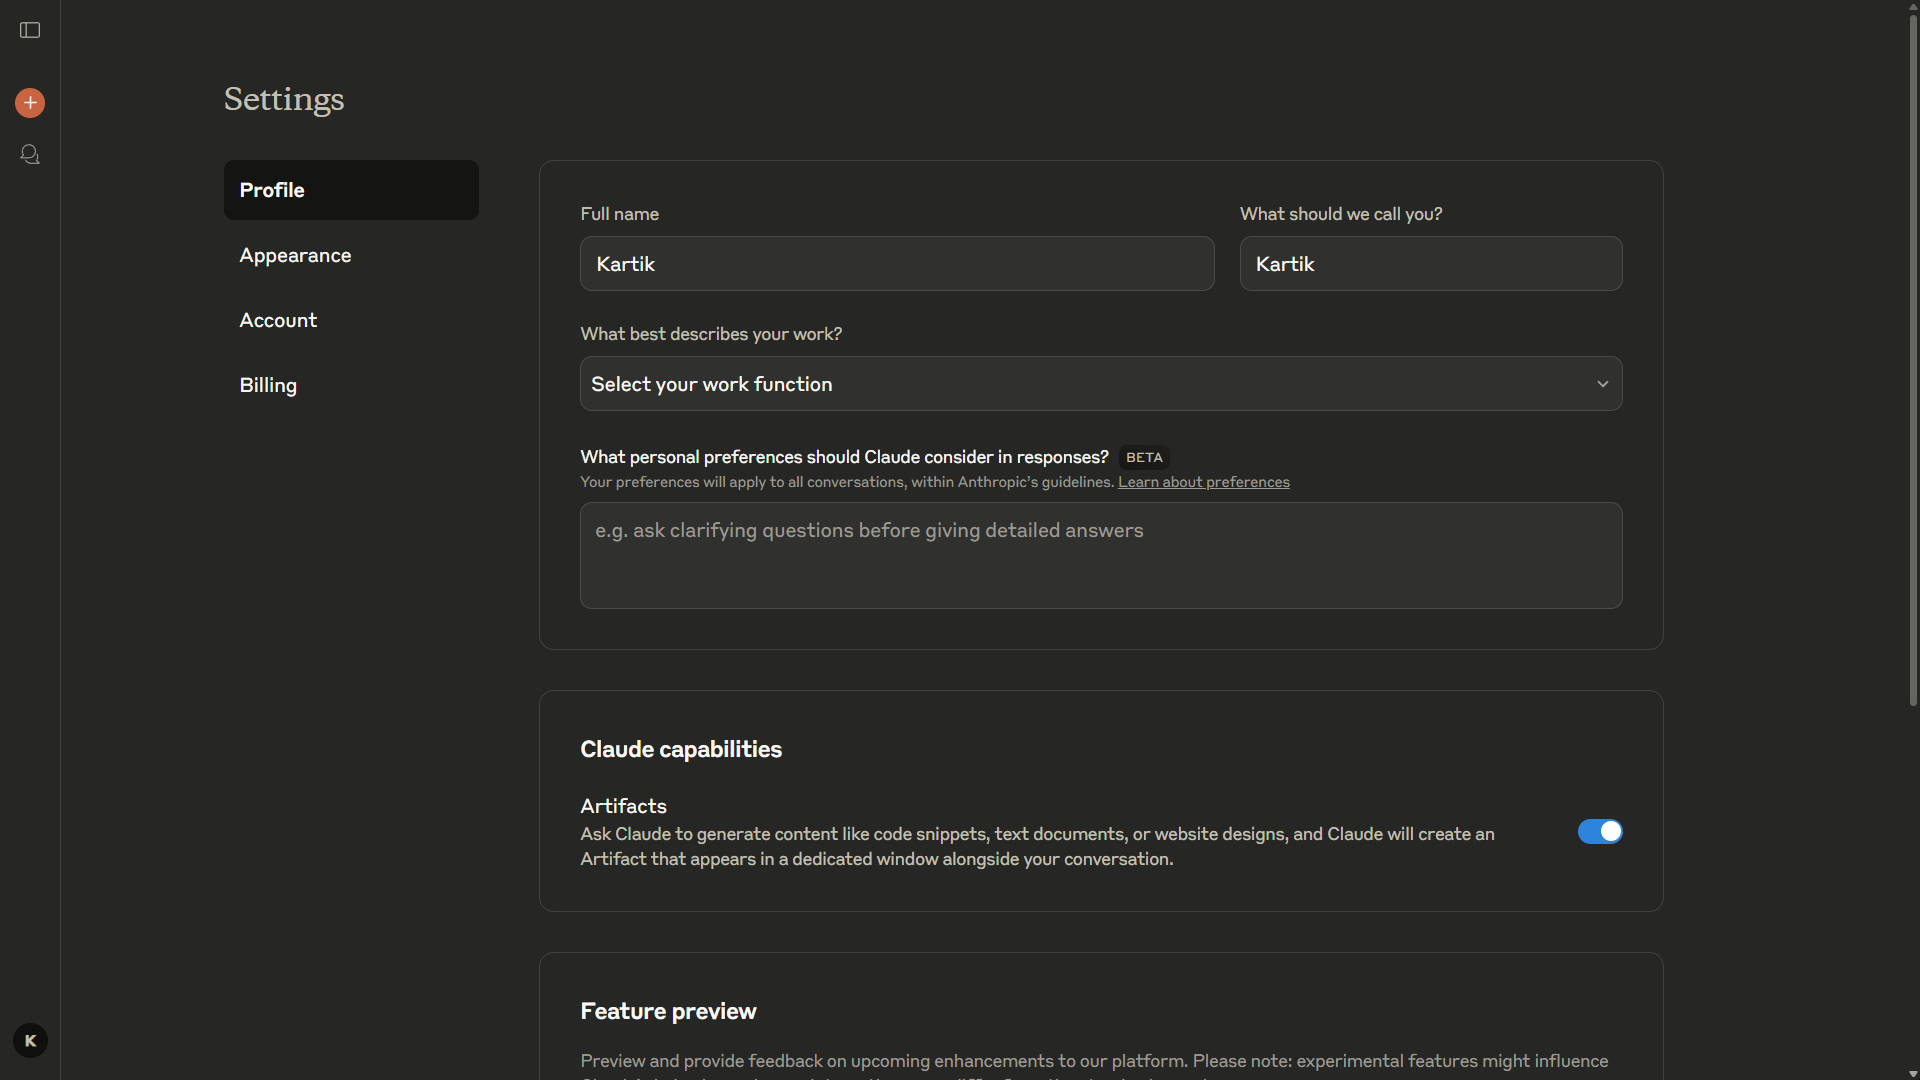 Settings
Profile
Appearance
Account
Billing
Full name
Kartik
What should we call you?
Kartik
What best describes your work?
Select your work function
What personal preferences should Claude consider in responses? BETA
Your preferences will apply to all conversations, within Anthropic's guidelines. Learn about preferences
e.g. ask clarifying questions before giving detailed answers
Claude capabilities
Artifacts
Ask Claude to generate content like code snippets, text documents, or website designs, and Claude will create an
Artifact that appears in a dedicated window alongside your conversation.
Feature preview
Preview and provide feedback on upcoming enhancements to our platform. Please note: experimental features might influence
K